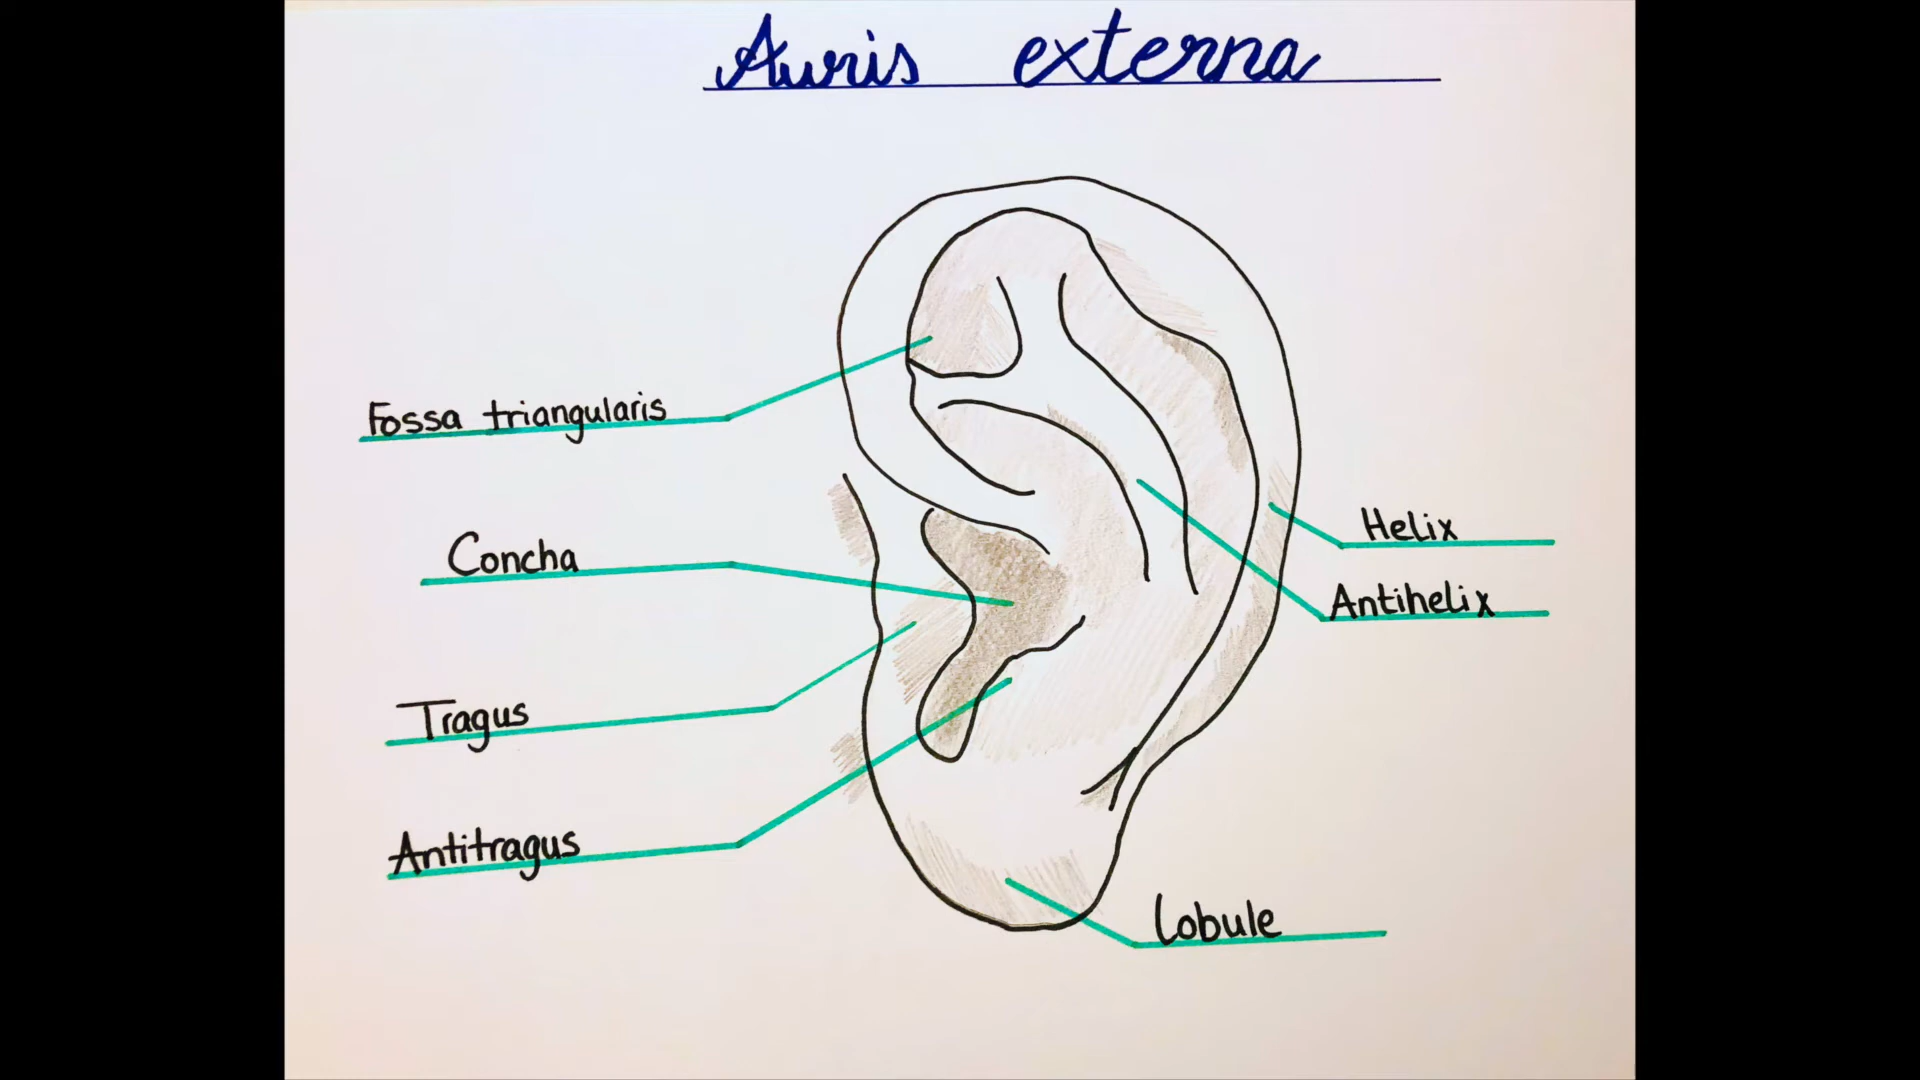 Auris externa
Fossa triangularis
Concha
Tragus
Antitragus
Helix
Antihelix
Lobule